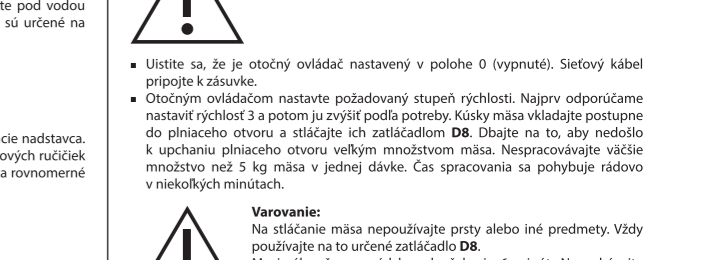 te pod vodou
sú určené na
cie nadstavca.
ových ručičiek
a rovnomerné
▪ Uistite sa, že je otočný ovládač nastavený v polohe 0 (vypnuté). Sieťový kábel
pripojte k zásuvke.
▪ Otočným ovládačom nastavte požadovaný stupeň rýchlosti. Najprv odporúčame
nastaviť rýchlosť 3 a potom ju zvýšiť podľa potreby. Kúsky mäsa vkladajte postupne
do plniaceho otvoru a stláčajte ich zatláčadlom D8. Dbajte na to, aby nedošlo
k upchaniu plniaceho otvoru veľkým množstvom mäsa. Nespracovávajte väčšie
množstvo než 5 kg mäsa v jednej dávke. Čas spracovania sa pohybuje rádovo
v niekoľkých minútach.
Varovanie:
Na stláčanie mäsa nepoužívajte prsty alebo iné predmety. Vždy
používajte na to určené zatláčadlo D8.